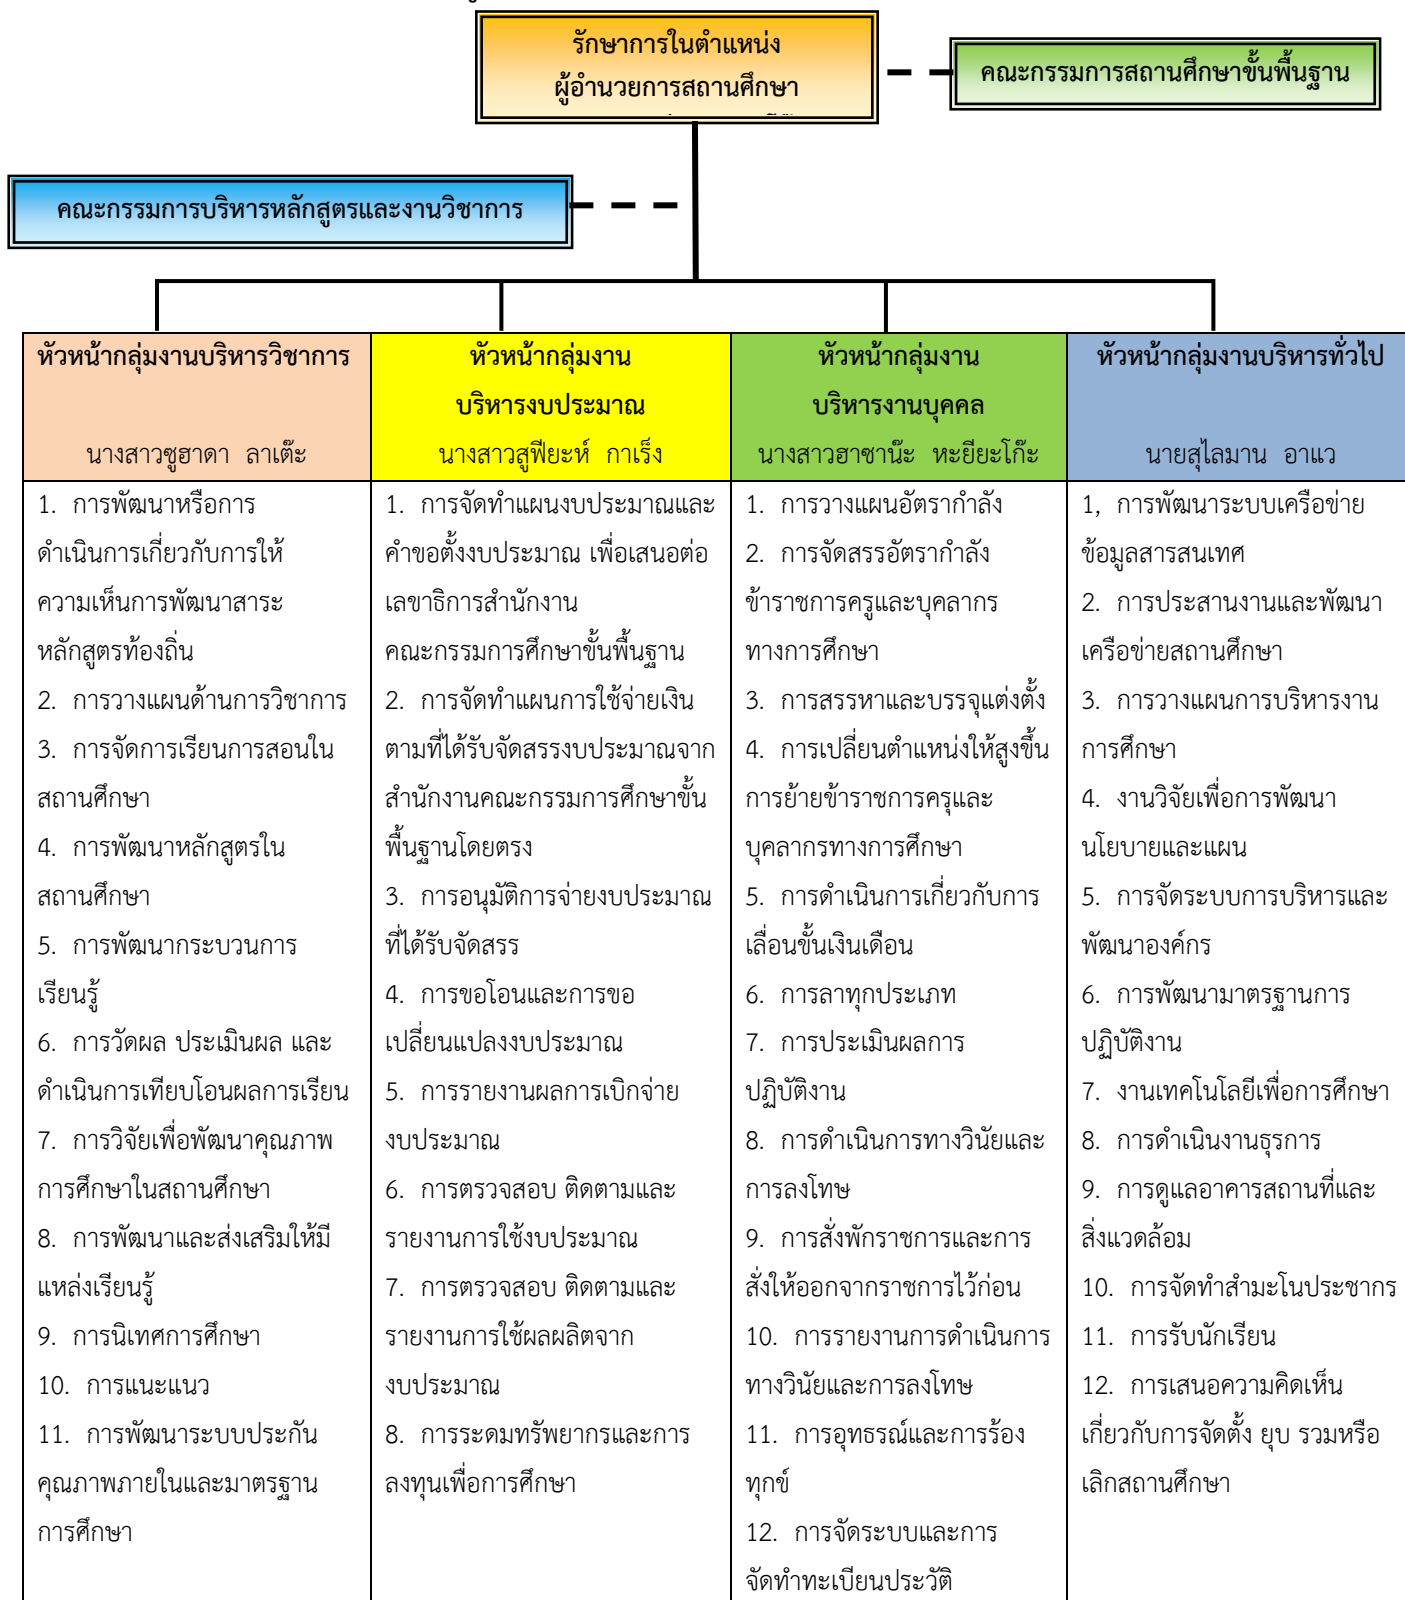 รักษาการในตำแหน่ง
ผู้อำนวยการสถานศึกษา
คณะกรรมการสถานศึกษาขั้นพื้นฐาน
คณะกรรมการบริหารหลักสูตรและงานวิชาการ
หัวหน้ากลุ่มงานบริหารวิชาการ
นางสาวซูฮาดา ลาเต๊ะ
1. การพัฒนาหรือการ
ดำเนินการเกี่ยวกับการให้
ความเห็นการพัฒนาสาระ
หลักสูตรท้องถิ่น
2. การวางแผนด้านการวิชาการ
3. การจัดการเรียนการสอนใน
สถานศึกษา
4. การพัฒนาหลักสูตรใน
สถานศึกษา
5. การพัฒนากระบวนการ
เรียนรู้
6. การวัดผล ประเมินผล และ
ดำเนินการเทียบโอนผลการเรียน
7. การวิจัยเพื่อพัฒนาคุณภาพ
การศึกษาในสถานศึกษา
8. การพัฒนาและส่งเสริมให้มี
แหล่งเรียนรู้
9. การนิเทศการศึกษา
10. การแนะแนว
11. การพัฒนาระบบประกัน
คุณภาพภายในและมาตรฐาน
การศึกษา
หัวหน้ากลุ่มงาน
บริหารงบประมาณ
นางสาวสูฟียะห์ กาเร็ง
1. การจัดทำแผนงบประมาณและ
คำขอตั้งงบประมาณ เพื่อเสนอต่อ
เลขาธิการสำนักงาน
คณะกรรมการศึกษาขั้นพื้นฐาน
2. การจัดทำแผนการใช้จ่ายเงิน
ตามที่ได้รับจัดสรรงบประมาณจาก
สำนักงานคณะกรรมการศึกษาขั้น
พื้นฐานโดยตรง
3. การอนุมัติการจ่ายงบประมาณ
ที่ได้รับจัดสรร
4. การขอโอนและการขอ
เปลี่ยนแปลงงบประมาณ
5. การรายงานผลการเบิกจ่าย
งบประมาณ
6. การตรวจสอบ ติดตามและ
รายงานการใช้งบประมาณ
7. การตรวจสอบ ติดตามและ
รายงานการใช้ผลผลิตจาก
งบประมาณ
8. การระดมทรัพยากรและการ
ลงทุนเพื่อการศึกษา
หัวหน้ากลุ่มงาน
บริหารงานบุคคล
นางสาวฮาซาน๊ะ หะยียะโก๊ะ
1. การวางแผนอัตรากำลัง
2. การจัดสรรอัตรากำลัง
ข้าราชการครูและบุคลากร
ทางการศึกษา
3. การสรรหาและบรรจุแต่งตั้ง
4. การเปลี่ยนตำแหน่งให้สูงขึ้น
การย้ายข้าราชการครุและ
บุคลากรทางการศึกษา
5. การดำเนินการเกี่ยวกับการ
เลื่อนขั้นเงินเดือน
6. การลาทุกประเภท
7. การประเมินผลการ
ปฏิบัติงาน
8. การดำเนินการทางวินัยและ
การลงโทษ
9. การสั่งพักราชการและการ
สั่งให้ออกจากราชการไว้ก่อน
10. การรายงานการดำเนินการ
ทางวินัยและการลงโทษ
11. การอุทธรณ์และการร้อง
ทุกข์
12. การจัดระบบและการ
จัดทำทะเบียนประวัติ
หัวหน้ากลุ่มงานบริหารทั่วไป
นายสุไลมาน อาแว
1, การพัฒนาระบบเครือข่าย
ข้อมูลสารสนเทศ
2. การประสานงานและพัฒนา
เครือข่ายสถานศึกษา
3. การวางแผนการบริหารงาน
การศึกษา
4. งานวิจัยเพื่อการพัฒนา
นโยบายและแผน
5. การจัดระบบการบริหารและ
พัฒนาองค์กร
6. การพัฒนามาตรฐานการ
ปฏิบัติงาน
7. งานเทคโนโลยีเพื่อการศึกษา
8. การดำเนินงานธุรการ
9. การดูแลอาคารสถานที่และ
สิ่งแวดล้อม
10. การจัดทำสำมะโนประชากร
11. การรับนักเรียน
12. การเสนอความคิดเห็น
เกี่ยวกับการจัดตั้ง ยุบ รวมหรือ
เลิกสถานศึกษา